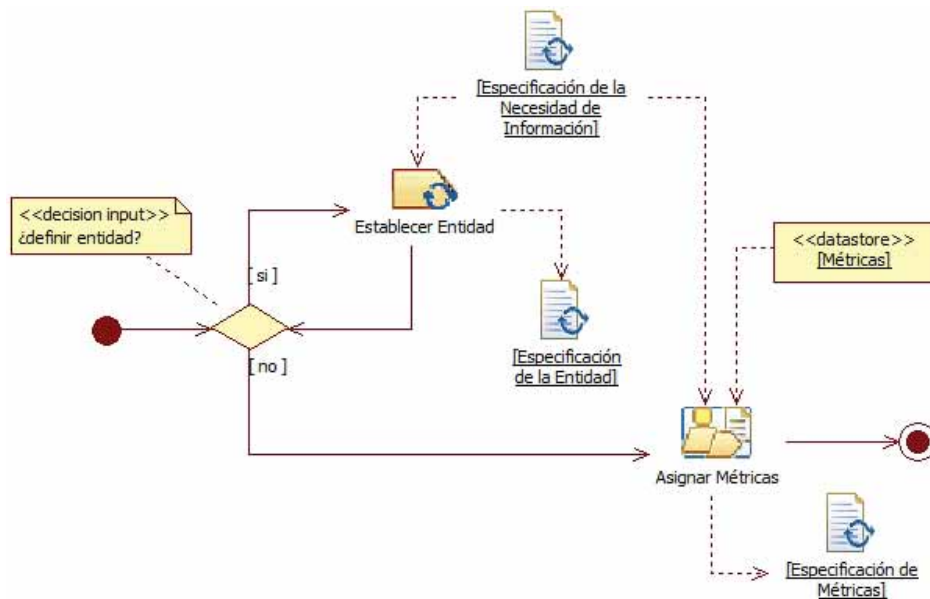 [Especificación de la
Necesidad de
Información]
<<decision input>>
¿definir entidad?
Establecer Entidad
<<datastore>>
[Métricas]
[ si ]
[Especificación
de la Entidad]
[ no ]
Asignar Métricas
[Especificación de
Métricas]